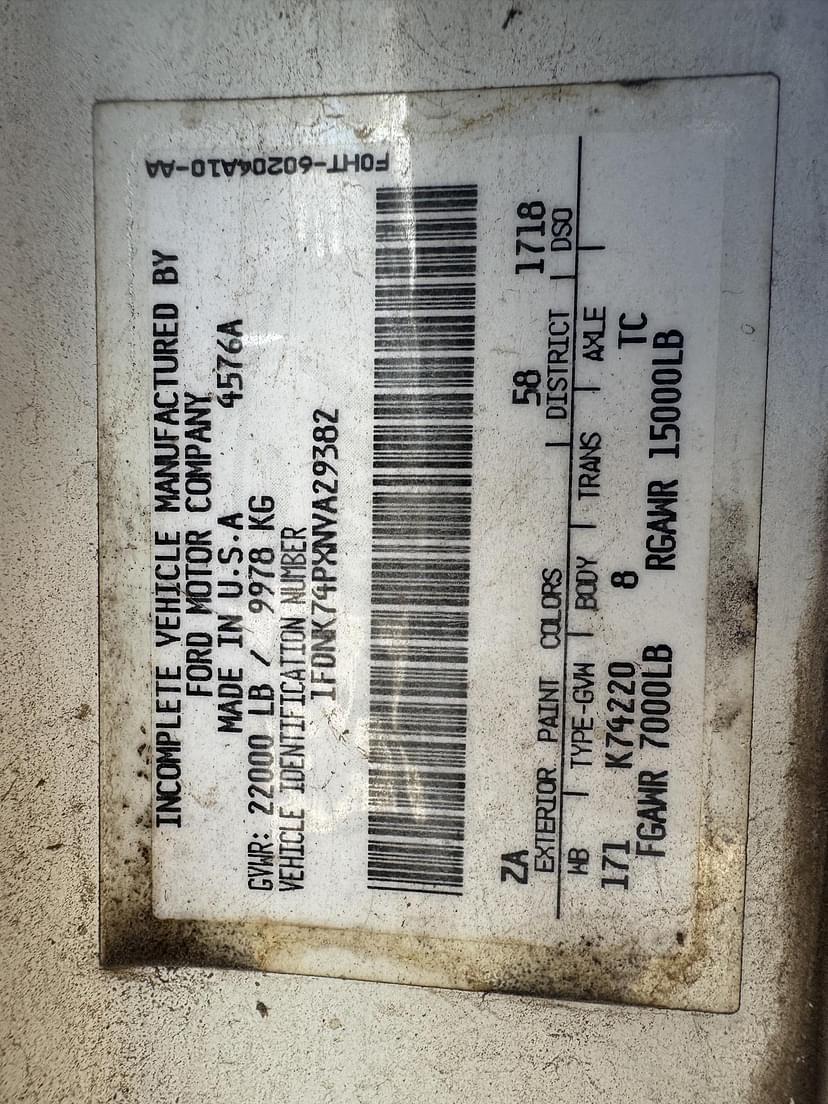 INCOMPLETE VEHICLE MANUFACTURED BY
FORD MOTOR COMPANY
MADE IN U.S.A 4576A
GVWR: 22000 LB / 9978 KG
VEHICLE IDENTIFICATION NUMBER
1FDNK74PXNVA29382
F0HT-60204A10-AA
2A 58 1718
EXTERIOR PAINT COLORS DISTRICT DSO
WB TYPE-GVW BODY TRANS AXLE
171 K74220 8 TC
FGAWR 7000LB RGAWR 15000LB